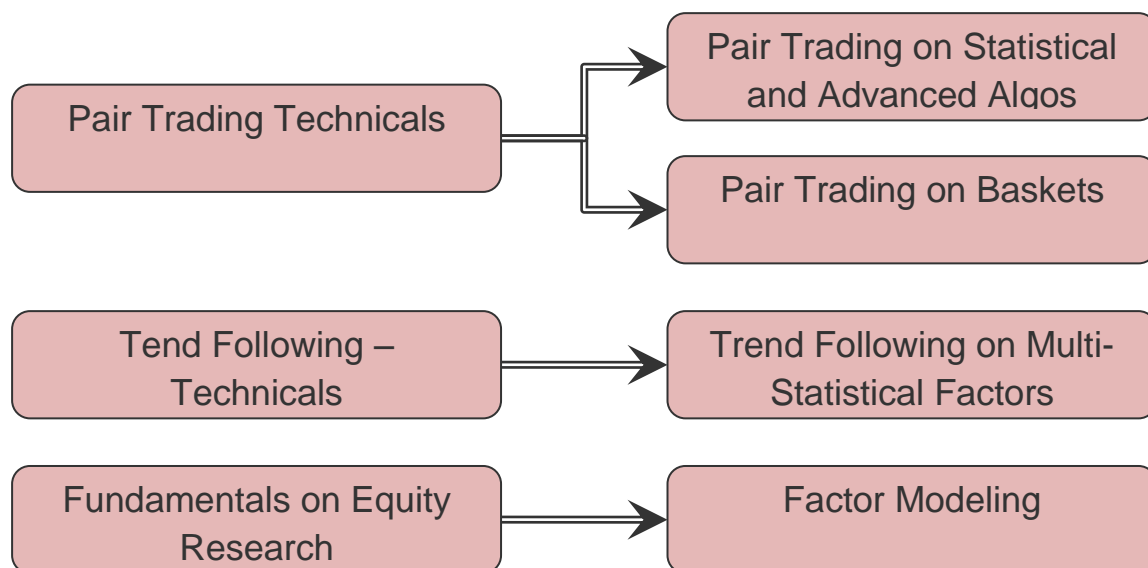 Pair Trading Technicals
Pair Trading on Statistical
and Advanced Algos
Pair Trading on Baskets
Tend Following –
Technicals
Trend Following on Multi-
Statistical Factors
Fundamentals on Equity
Research
Factor Modeling